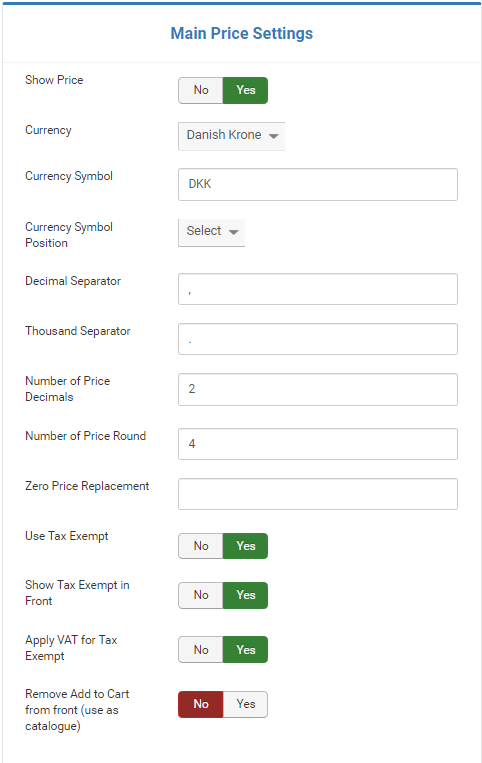 Main Price Settings
Show Price
No Yes
Currency
Danish Krone
Currency Symbol
DKK
Currency Symbol
Position
Select
Decimal Separator
,
Thousand Separator
.
Number of Price
Decimals
2
Number of Price Round
4
Zero Price Replacement
Use Tax Exempt
No Yes
Show Tax Exempt in
Front
No Yes
Apply VAT for Tax
Exempt
No Yes
Remove Add to Cart
from front (use as
catalogue)
No Yes